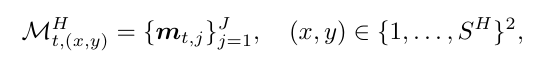 $\mathcal{M}^{H}_{t,(x,y)} = \{\boldsymbol{m}_{t,j}\}_{j=1}^{J}, \quad (x,y) \in \{1, \ldots, S^{H}\}^{2},$